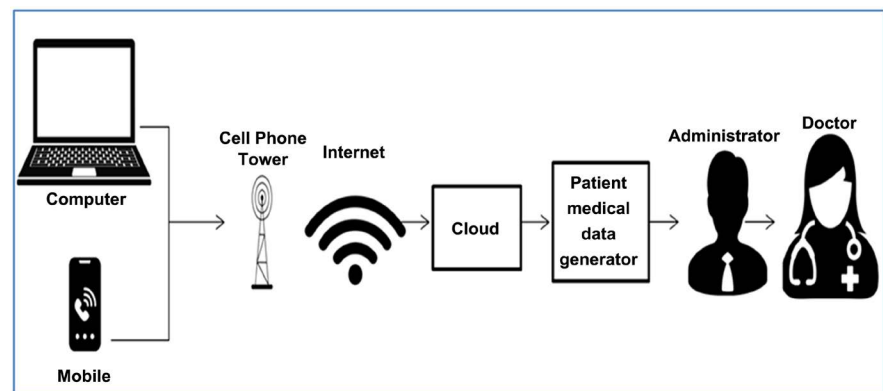 Computer
Mobile
Cell Phone
Tower
Internet
Cloud
Patient
medical
data
generator
Administrator
Doctor